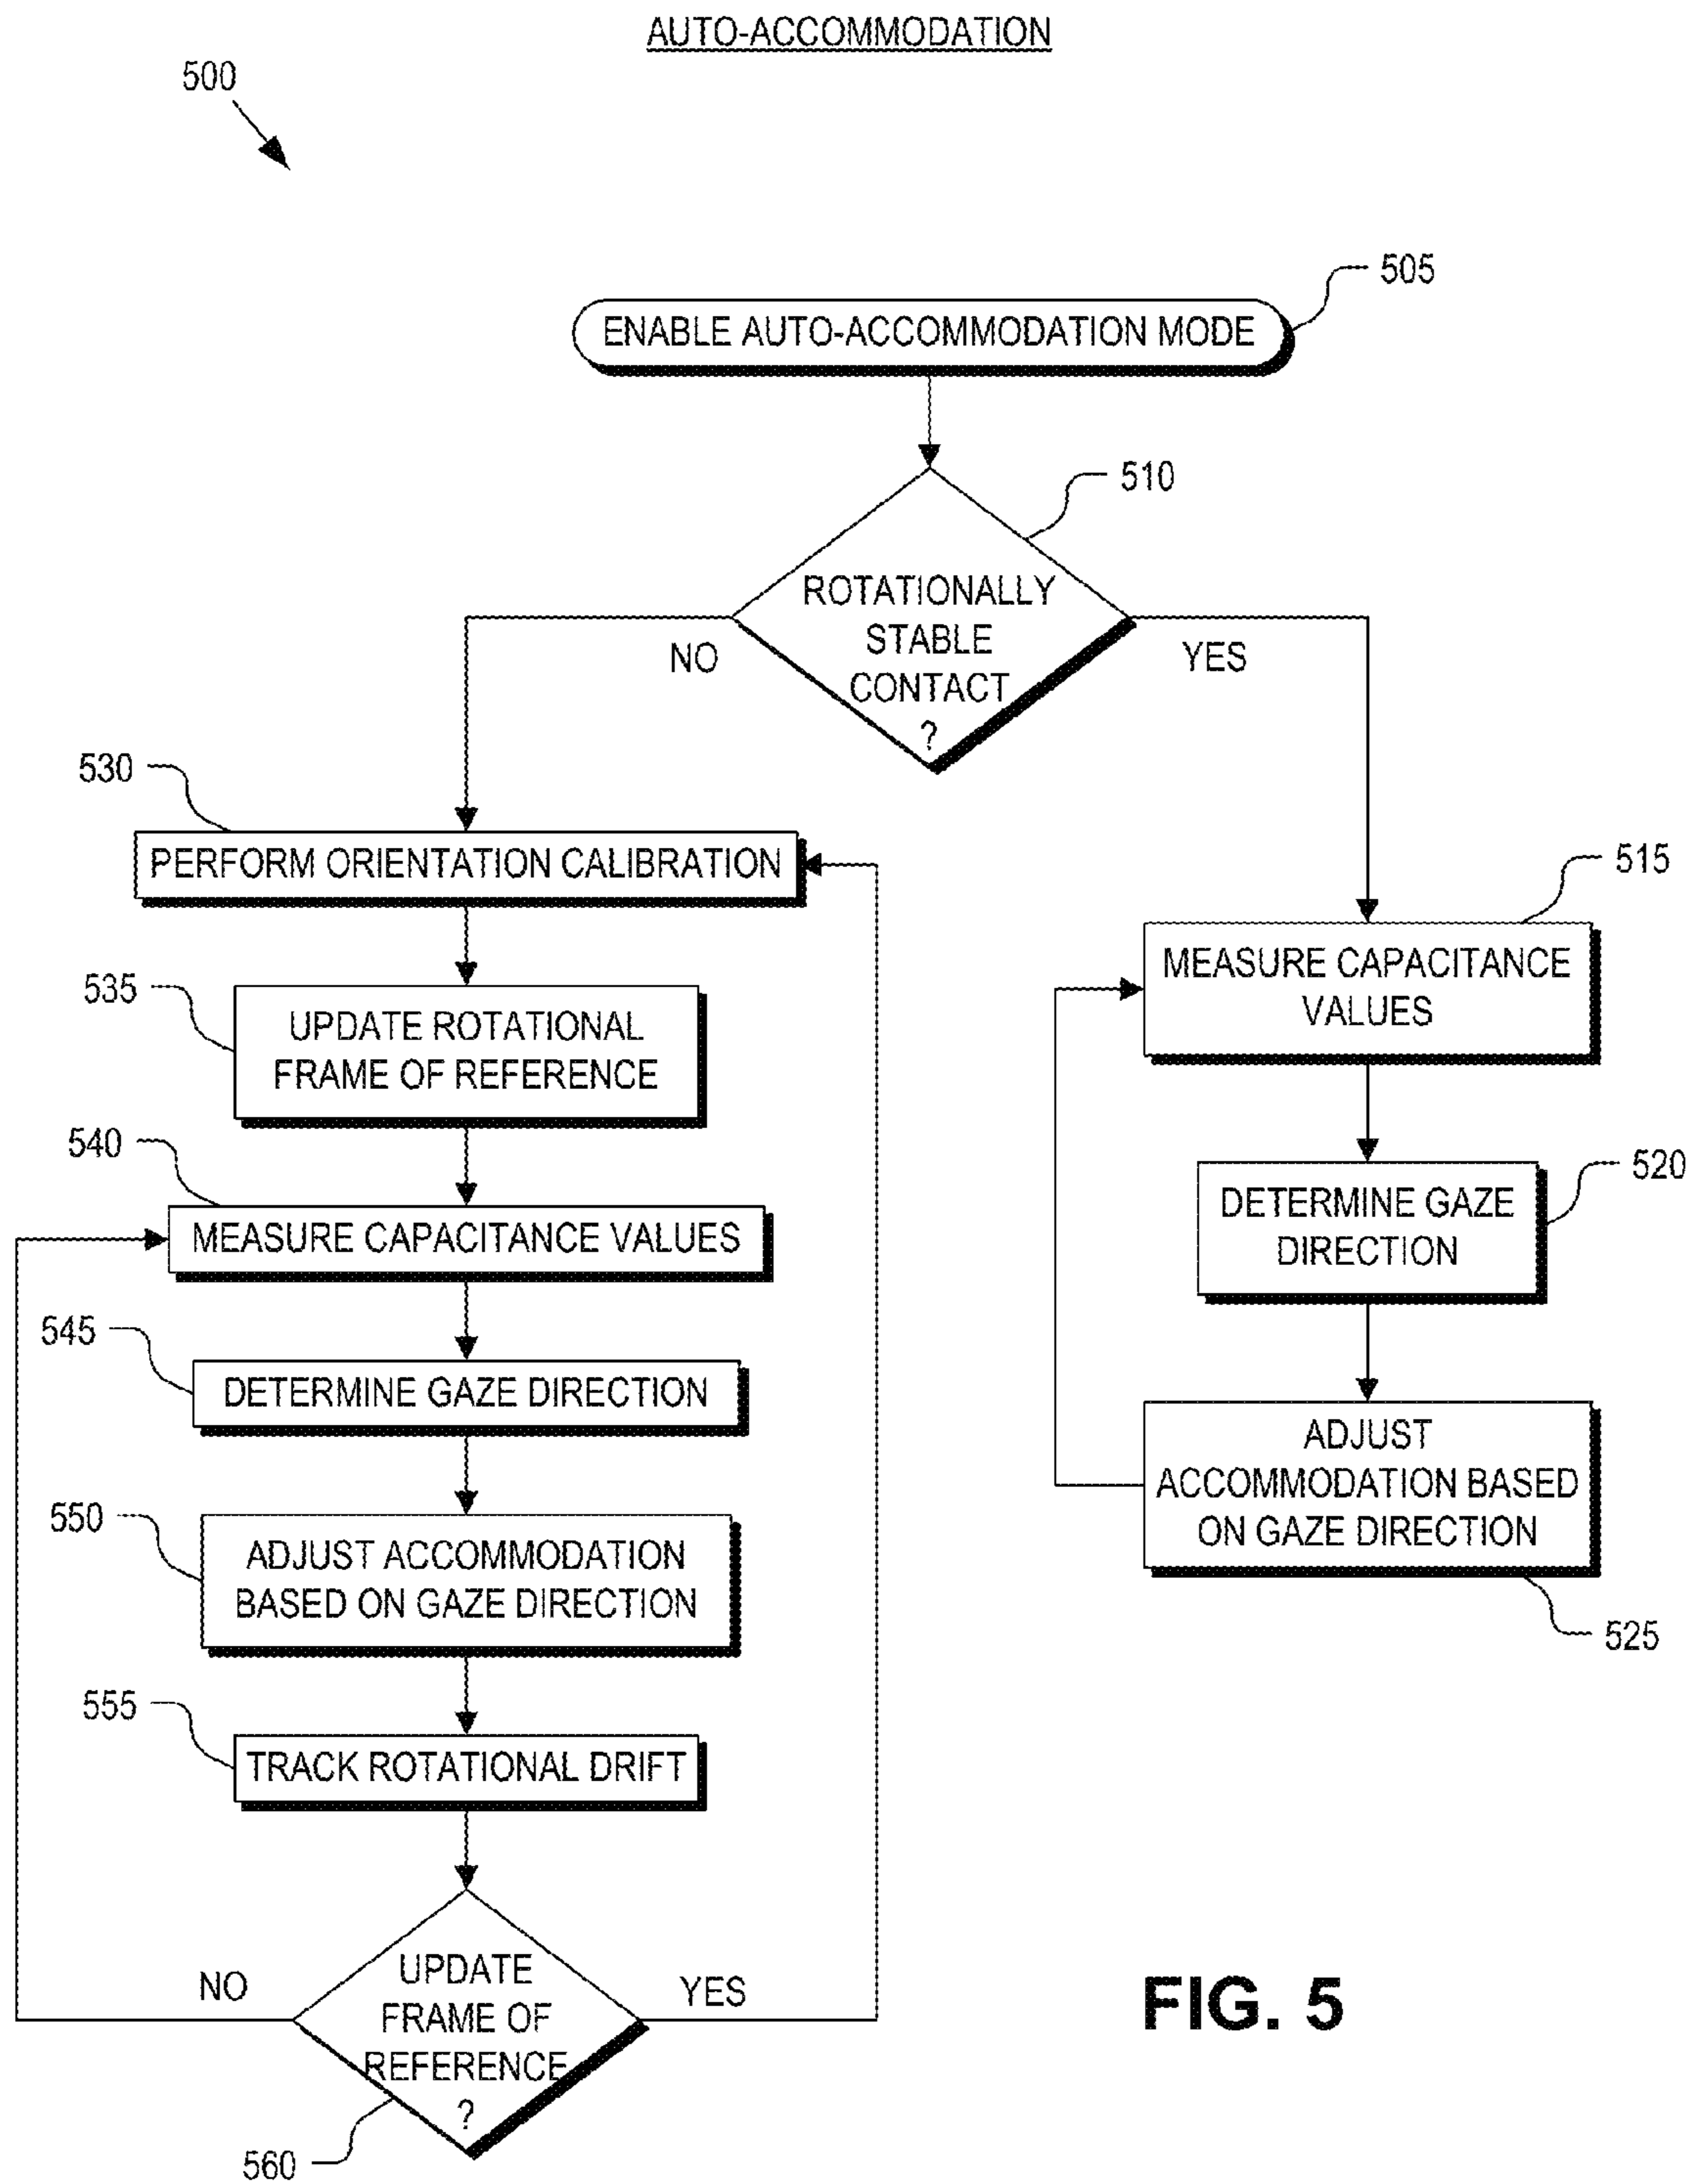 AUTO-ACCOMMODATION
500
505
ENABLE AUTO-ACCOMMODATION MODE
510
ROTATIONALLY
STABLE
CONTACT
?
NO
YES
530
PERFORM ORIENTATION CALIBRATION
515
MEASURE CAPACITANCE
VALUES
535
UPDATE ROTATIONAL
FRAME OF REFERENCE
540
MEASURE CAPACITANCE VALUES
520
DETERMINE GAZE
DIRECTION
545
DETERMINE GAZE DIRECTION
ADJUST
ACCOMMODATION BASED
ON GAZE DIRECTION
525
550
ADJUST ACCOMMODATION
BASED ON GAZE DIRECTION
555
TRACK ROTATIONAL DRIFT
UPDATE
FRAME OF
REFERENCE
?
NO
YES
560
FIG. 5